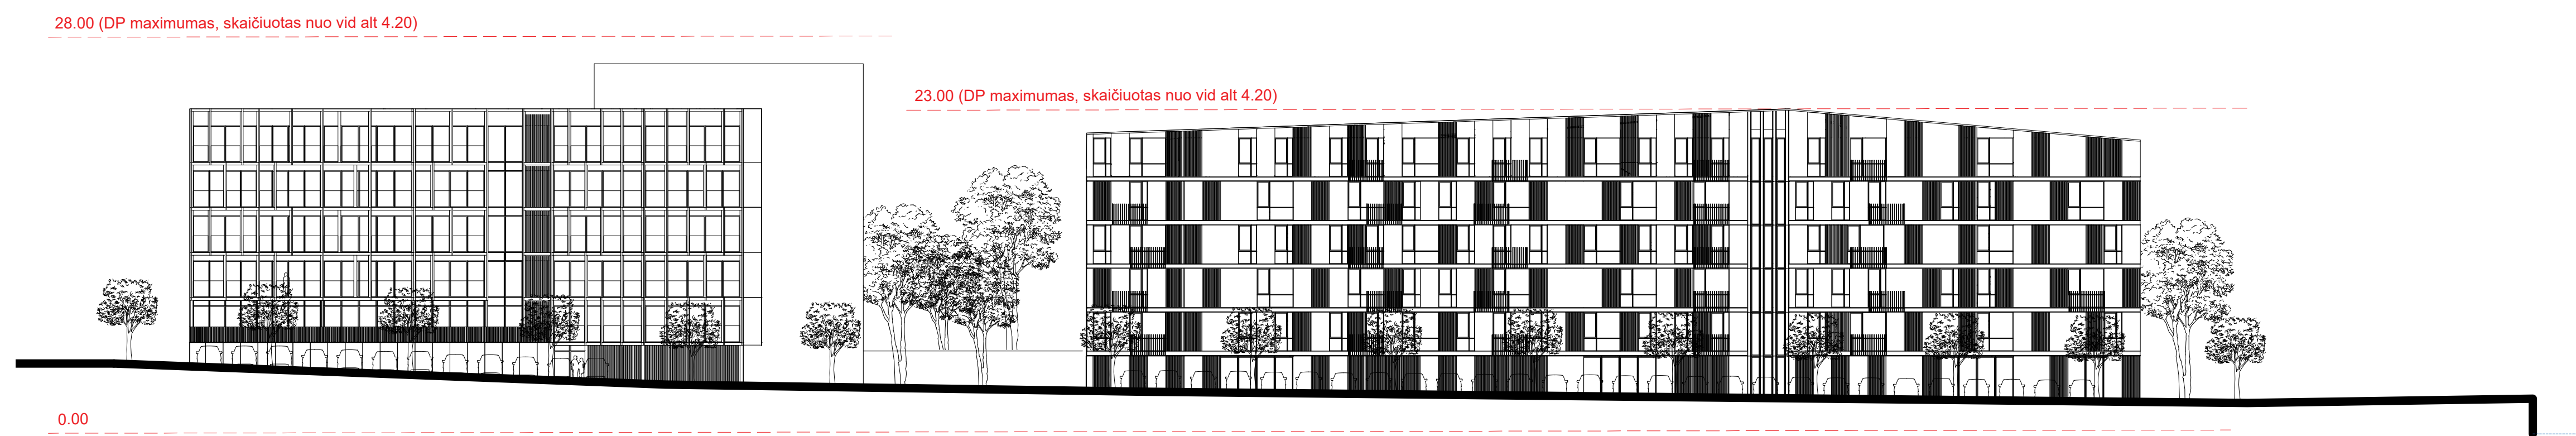 28.00 (DP maximumas, skaičiuotas nuo vid alt 4.20)
23.00 (DP maximumas, skaičiuotas nuo vid alt 4.20)
0.00